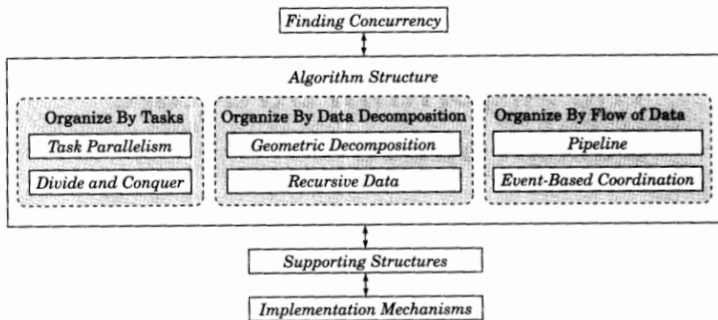 Finding Concurrency
Algorithm Structure
Organize By Tasks
Task Parallelism
Divide and Conquer
Organize By Data Decomposition
Geometric Decomposition
Recursive Data
Organize By Flow of Data
Pipeline
Event-Based Coordination
Supporting Structures
Implementation Mechanisms